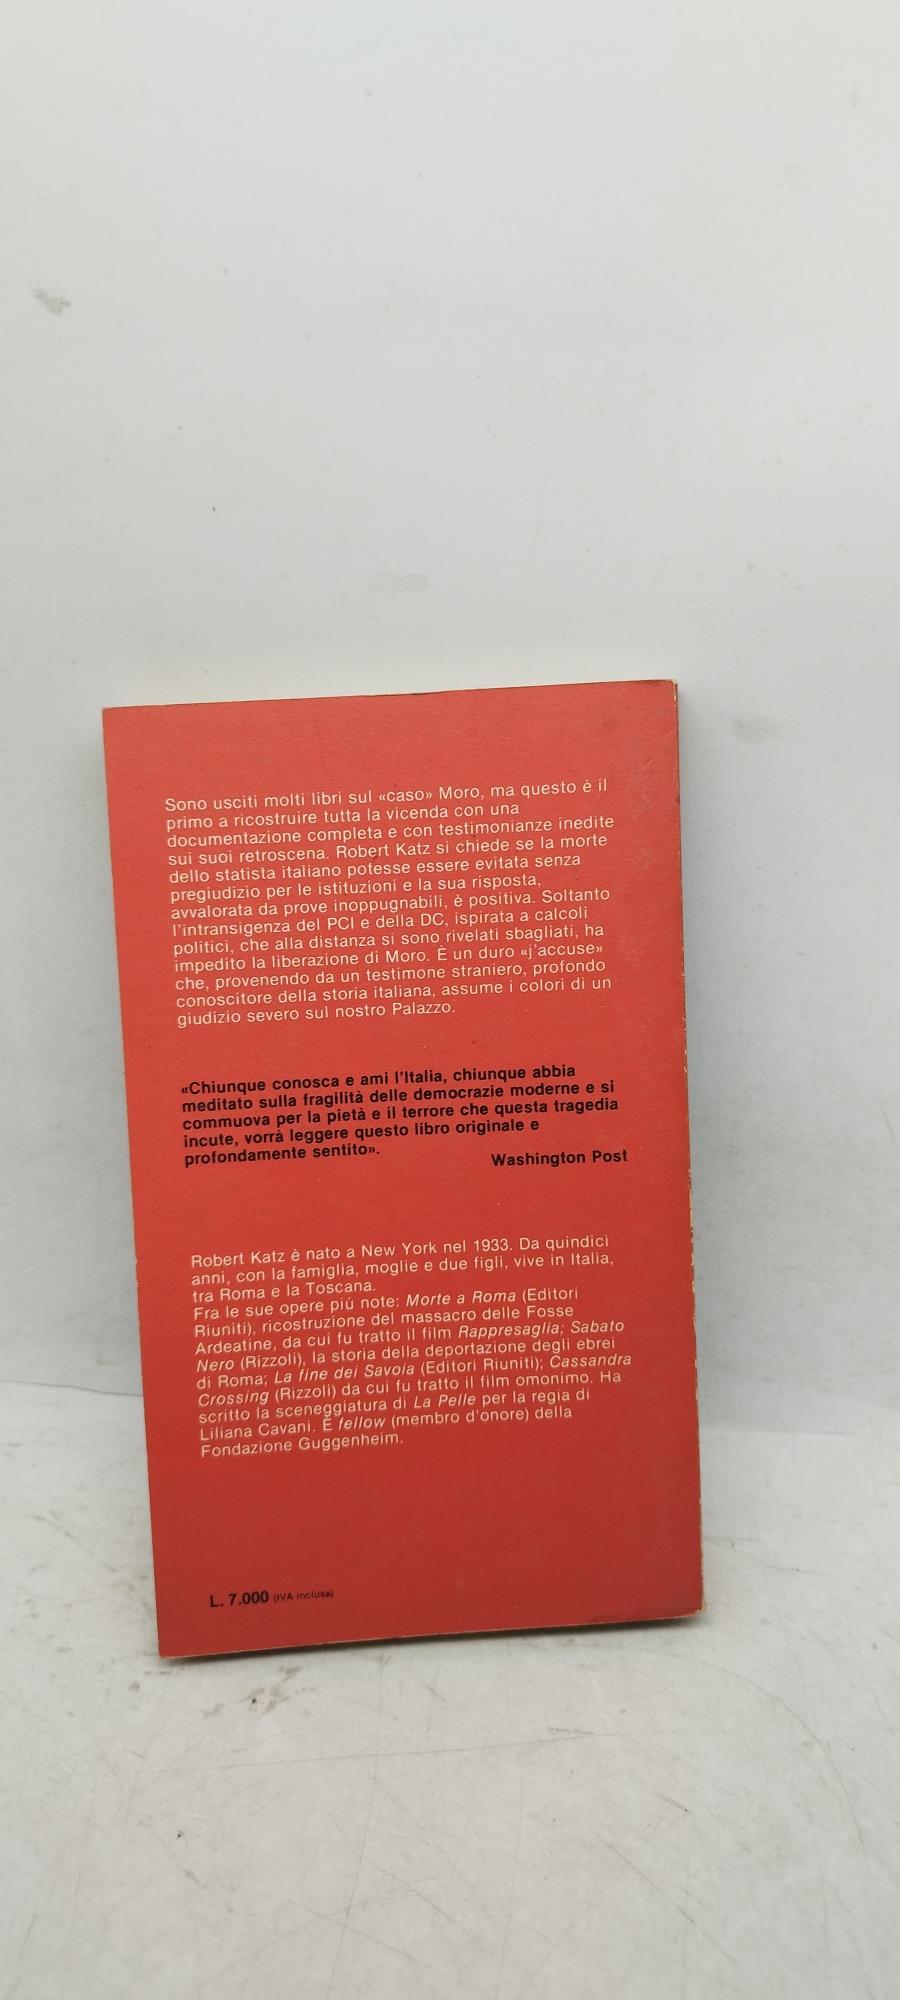 Sono usciti molti libri sul «caso» Moro, ma questo è il
primo a ricostruire tutta la vicenda con una
documentazione completa e con testimonianze inedite
sui suoi retroscena. Robert Katz si chiede se la morte
dello statista italiano potesse essere evitata senza
pregiudizio per le istituzioni e la sua risposta,
avvalorata da prove inoppugnabili, è positiva. Soltanto
l'intransigenza del PCI e della DC, ispirata a calcoli
politici, che alla distanza si sono rivelati sbagliati, ha
impedito la liberazione di Moro. È un duro «j'accuse»
che, provenendo da un testimone straniero, profondo
conoscitore della storia italiana, assume i colori di un
giudizio severo sul nostro Palazzo.
«Chiunque conosca e ami l'Italia, chiunque abbia
meditato sulla fragilità delle democrazie moderne e si
commuova per la pietà e il terrore che questa tragedia
incute, vorrà leggere questo libro originale e
profondamente sentito».
Washington Post
Robert Katz è nato a New York nel 1933. Da quindici
anni, con la famiglia, moglie e due figli, vive in Italia,
tra Roma e la Toscana.
Fra le sue opere piú note: Morte a Roma (Editori
Riuniti), ricostruzione del massacro delle Fosse
Ardeatine, da cui fu tratto il film Rappresaglia; Sabato
Nero (Rizzoli), la storia della deportazione degli ebrei
di Roma; La fine dei Savoia (Editori Riuniti); Cassandra
Crossing (Rizzoli) da cui fu tratto il film omonimo. Ha
scritto la sceneggiatura di La Pelle per la regia di
Liliana Cavani. È fellow (membro d'onore) della
Fondazione Guggenheim.
L. 7.000 (IVA inclusa)